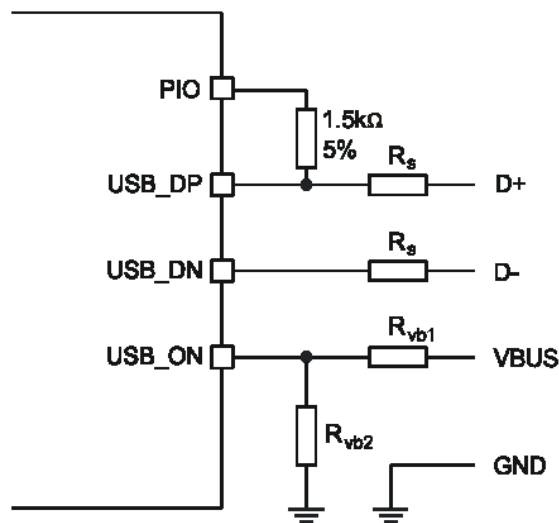 PIO
1.5kΩ
5%
USB_DP
Rs
D+
USB_DN
Rs
D-
USB_ON
Rvb1
VBUS
Rvb2
GND